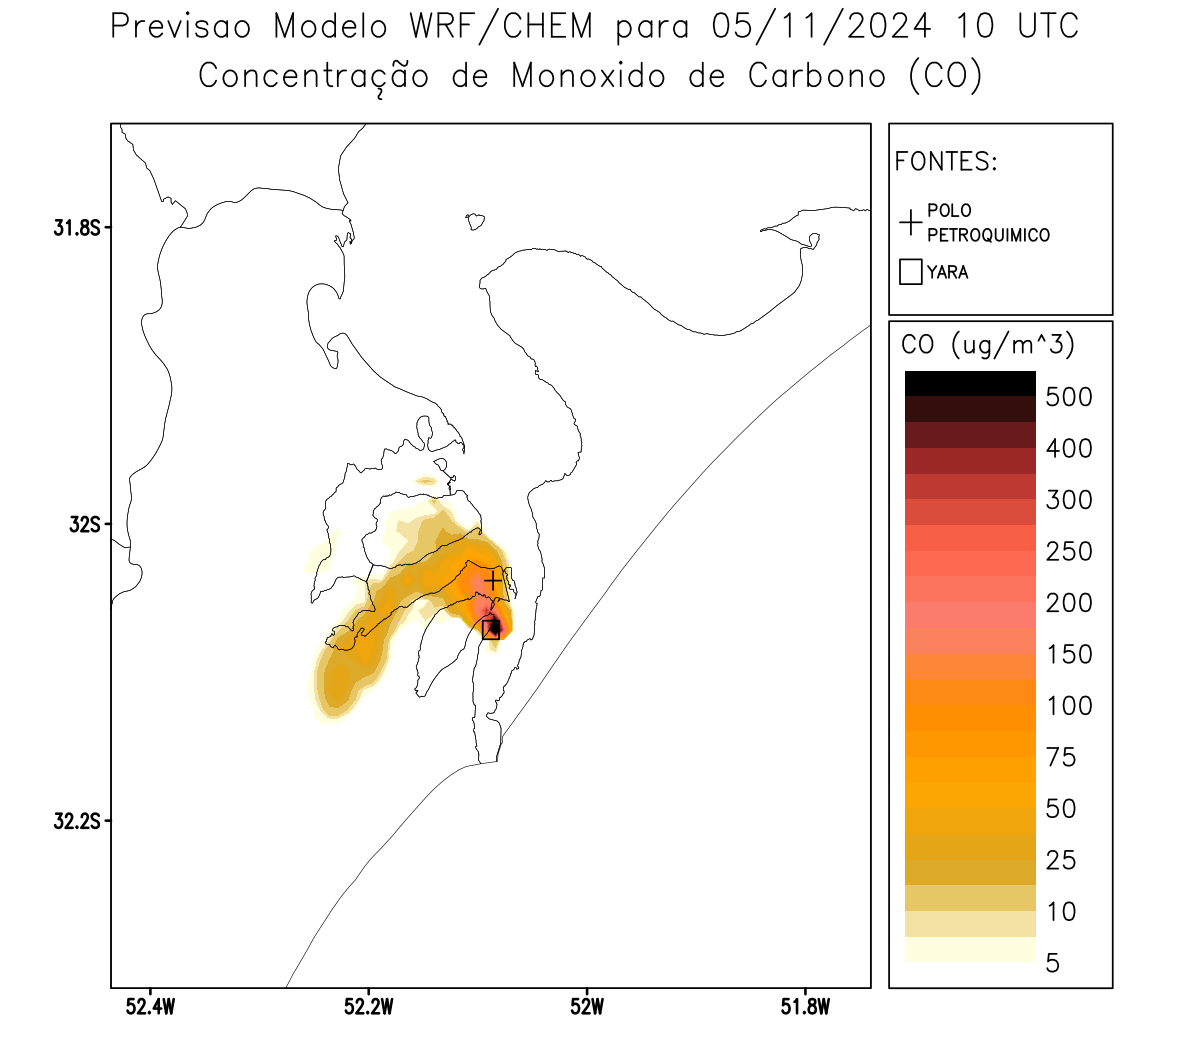 Previsao Modelo WRF/CHEM para 05/11/2024 10 UTC
Concentração de Monoxido de Carbono (CO)
FONTES:
POLO
PETROQUIMICO
YARA
CO (ug/m^3)
500
400
300
250
200
150
100
75
50
25
10
5
31.8S
32S
32.2S
52.4W
52.2W
52W
51.8W